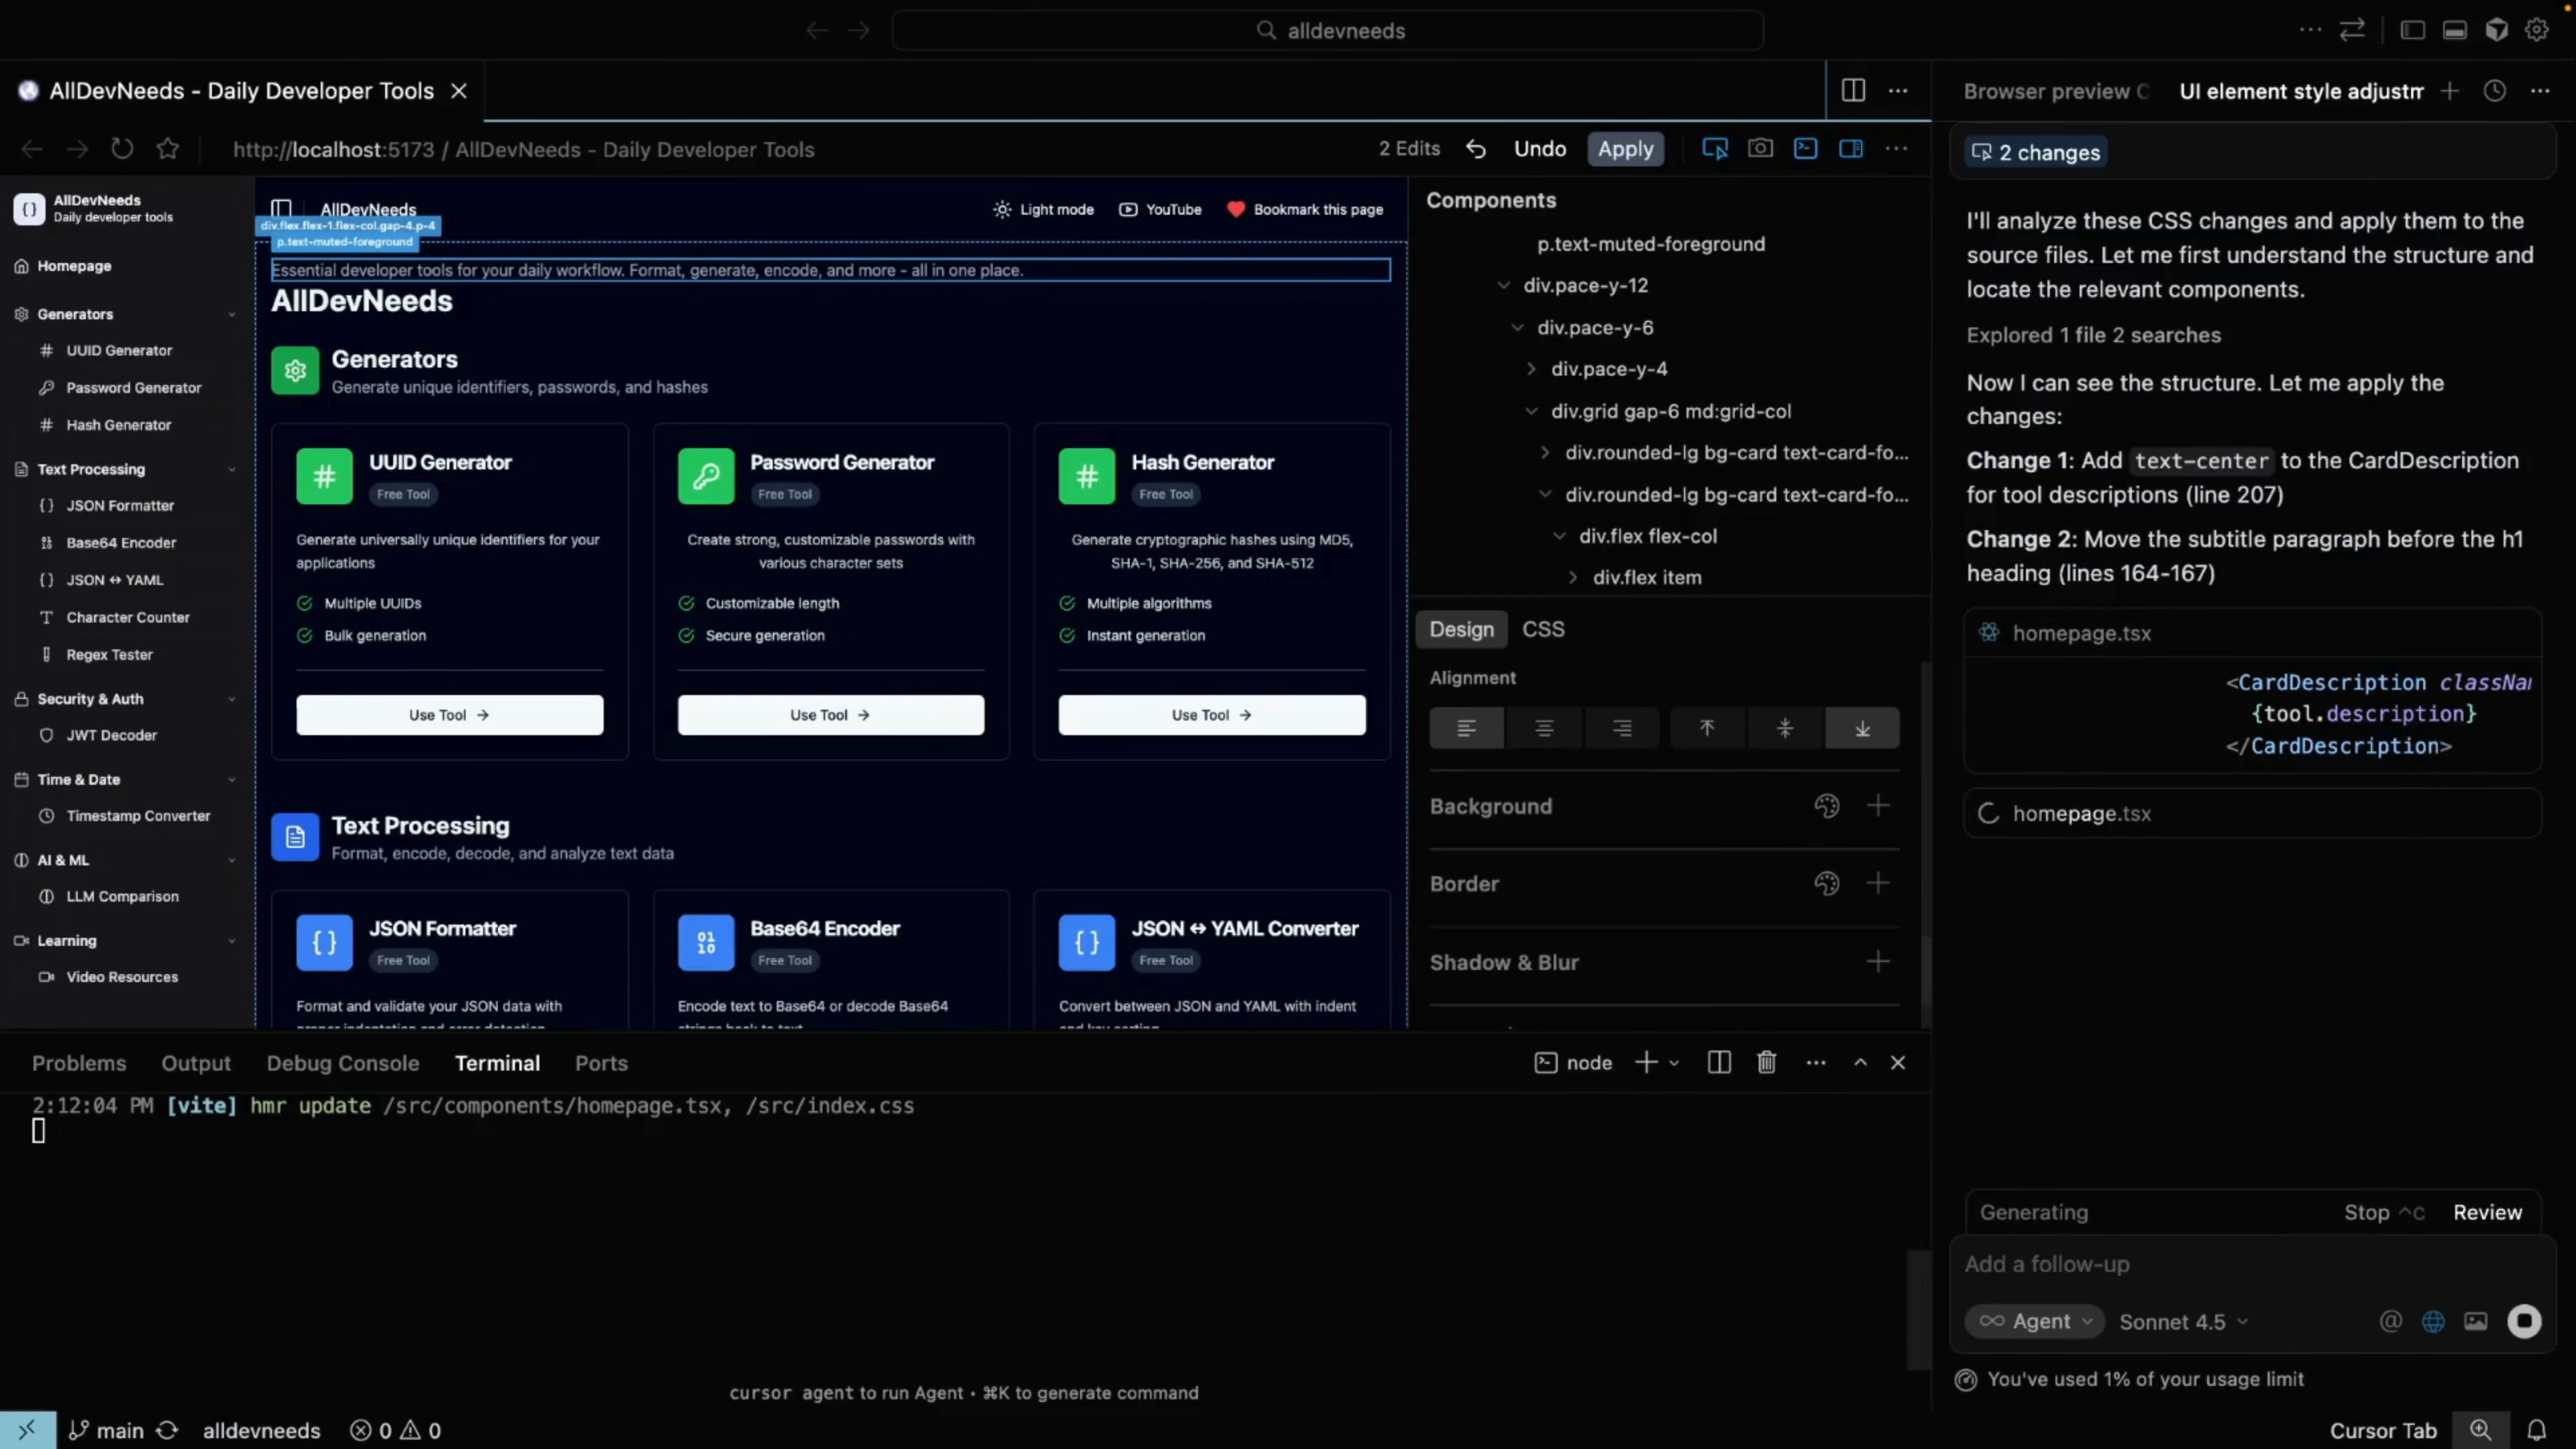 alldevneeds
AllDevNeeds - Daily Developer Tools
Browser preview
UI element style adjustm
http://localhost:5173 / AllDevNeeds - Daily Developer Tools
2 Edits
Undo
Apply
2 changes
AllDevNeeds
Daily developer tools
Homepage
Generators
UUID Generator
Password Generator
Hash Generator
Text Processing
JSON Formatter
Base64 Encoder
JSON ↔ YAML
Character Counter
Regex Tester
Security & Auth
JWT Decoder
Time & Date
Timestamp Converter
AI & ML
LLM Comparison
Learning
Video Resources
AllDevNeeds
Light mode
YouTube
Bookmark this page
div.flex.flex-1.flex-col.gap-4.p-4
p.text-muted-foreground
Essential developer tools for your daily workflow. Format, generate, encode, and more - all in one place.
AllDevNeeds
Generators
Generate unique identifiers, passwords, and hashes
UUID Generator
Free Tool
Generate universally unique identifiers for your
applications
Multiple UUIDs
Bulk generation
Use Tool →
Password Generator
Free Tool
Create strong, customizable passwords with
various character sets
Customizable length
Secure generation
Use Tool →
Hash Generator
Free Tool
Generate cryptographic hashes using MD5,
SHA-1, SHA-256, and SHA-512
Multiple algorithms
Instant generation
Use Tool →
Text Processing
Format, encode, decode, and analyze text data
JSON Formatter
Free Tool
Format and validate your JSON data with
Base64 Encoder
Free Tool
Encode text to Base64 or decode Base64
JSON ↔ YAML Converter
Free Tool
Convert between JSON and YAML with indent
Components
p.text-muted-foreground
div.pace-y-12
div.pace-y-6
div.pace-y-4
div.grid gap-6 md:grid-col
div.rounded-lg bg-card text-card-fo...
div.rounded-lg bg-card text-card-fo...
div.flex flex-col
div.flex item
Design
CSS
Alignment
Background
Border
Shadow & Blur
I'll analyze these CSS changes and apply them to the
source files. Let me first understand the structure and
locate the relevant components.
Explored 1 file 2 searches
Now I can see the structure. Let me apply the
changes:
Change 1: Add text-center to the CardDescription
for tool descriptions (line 207)
Change 2: Move the subtitle paragraph before the h1
heading (lines 164-167)
homepage.tsx
<CardDescription classNa
{tool.description}
</CardDescription>
homepage.tsx
Generating
Stop ^C
Review
Add a follow-up
Agent
Sonnet 4.5
You've used 1% of your usage limit
Problems
Output
Debug Console
Terminal
Ports
node
2:12:04 PM [vite] hmr update /src/components/homepage.tsx, /src/index.css
cursor agent to run Agent • ⌘K to generate command
main
alldevneeds
0
0
Cursor Tab